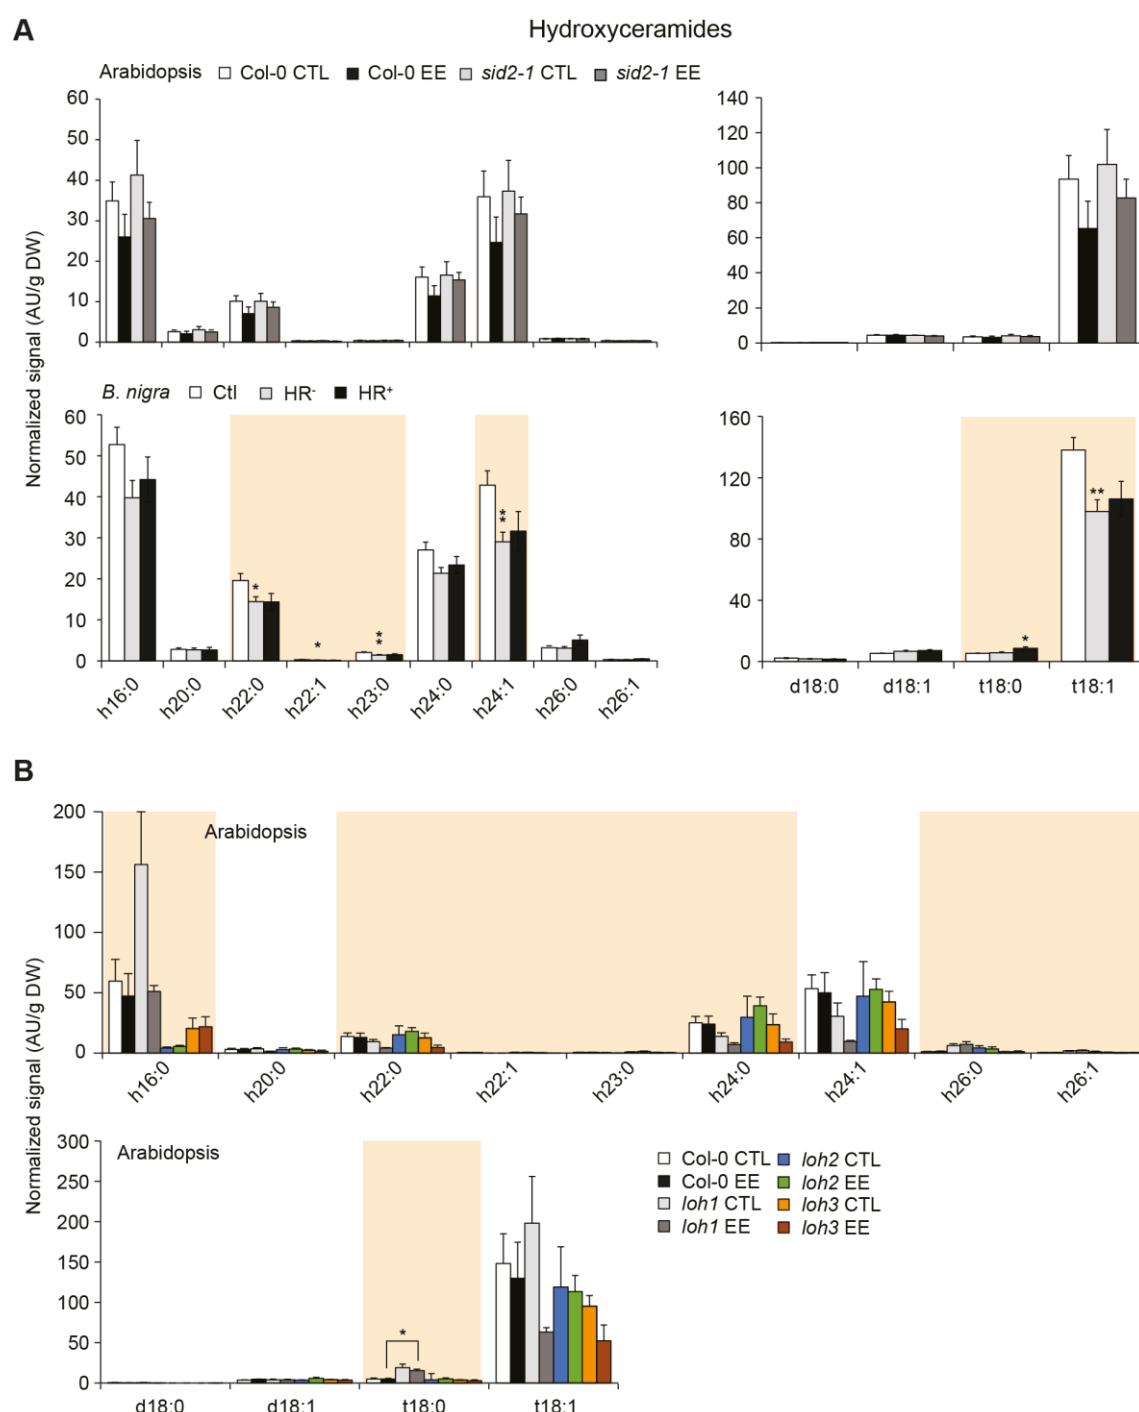 A
Hydroxyceramides
Arabidopsis Col-0 CTL Col-0 EE sid2-1 CTL sid2-1 EE
Normalized signal (AU/g DW)
60
50
40
30
20
10
0
140
120
100
80
60
40
20
0
B. nigra Ctl HR- HR+
60
50
40
30
20
10
0
* * ** **
h16:0 h20:0 h22:0 h22:1 h23:0 h24:0 h24:1 h26:0 h26:1
160
120
80
40
0
* **
d18:0 d18:1 t18:0 t18:1
B
Normalized signal (AU/g DW)
Arabidopsis
200
150
100
50
0
h16:0 h20:0 h22:0 h22:1 h23:0 h24:0 h24:1 h26:0 h26:1
Arabidopsis
300
250
200
150
100
50
0
*
d18:0 d18:1 t18:0 t18:1
Col-0 CTL loh2 CTL
Col-0 EE loh2 EE
loh1 CTL loh3 CTL
loh1 EE loh3 EE